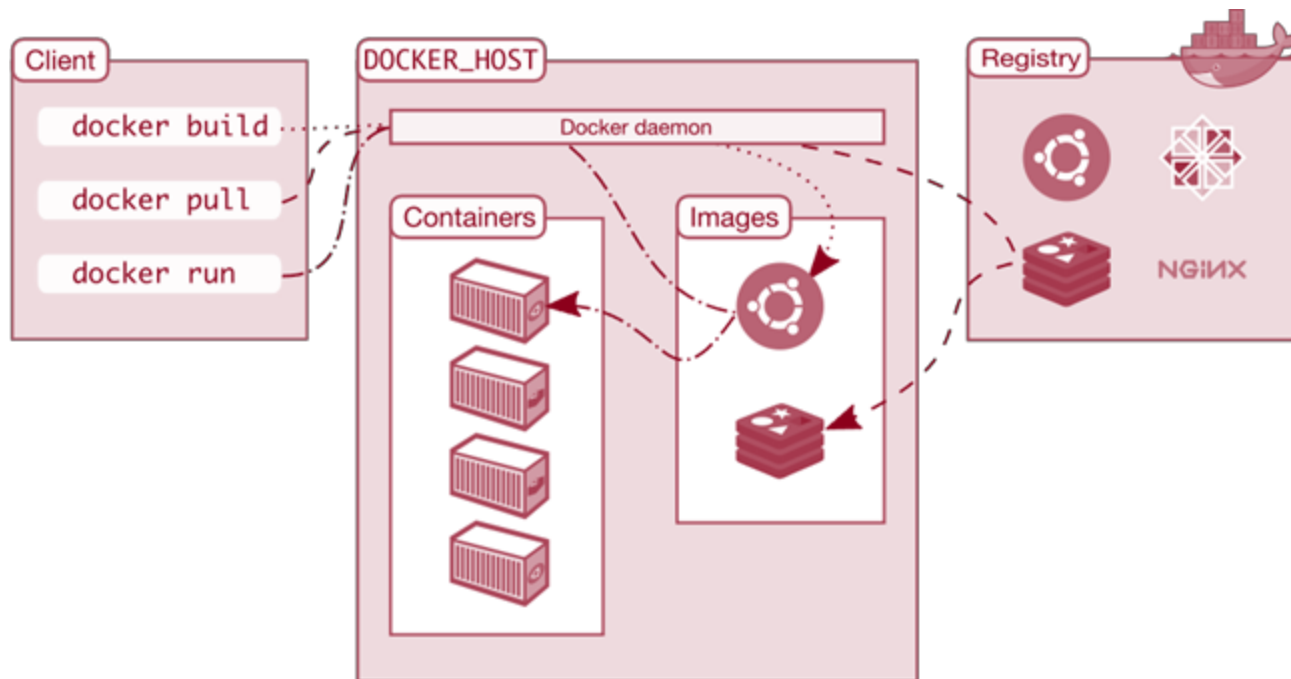 Client
docker build
docker pull
docker run
DOCKER_HOST
Docker daemon
Containers
Images
Registry
NGiNX